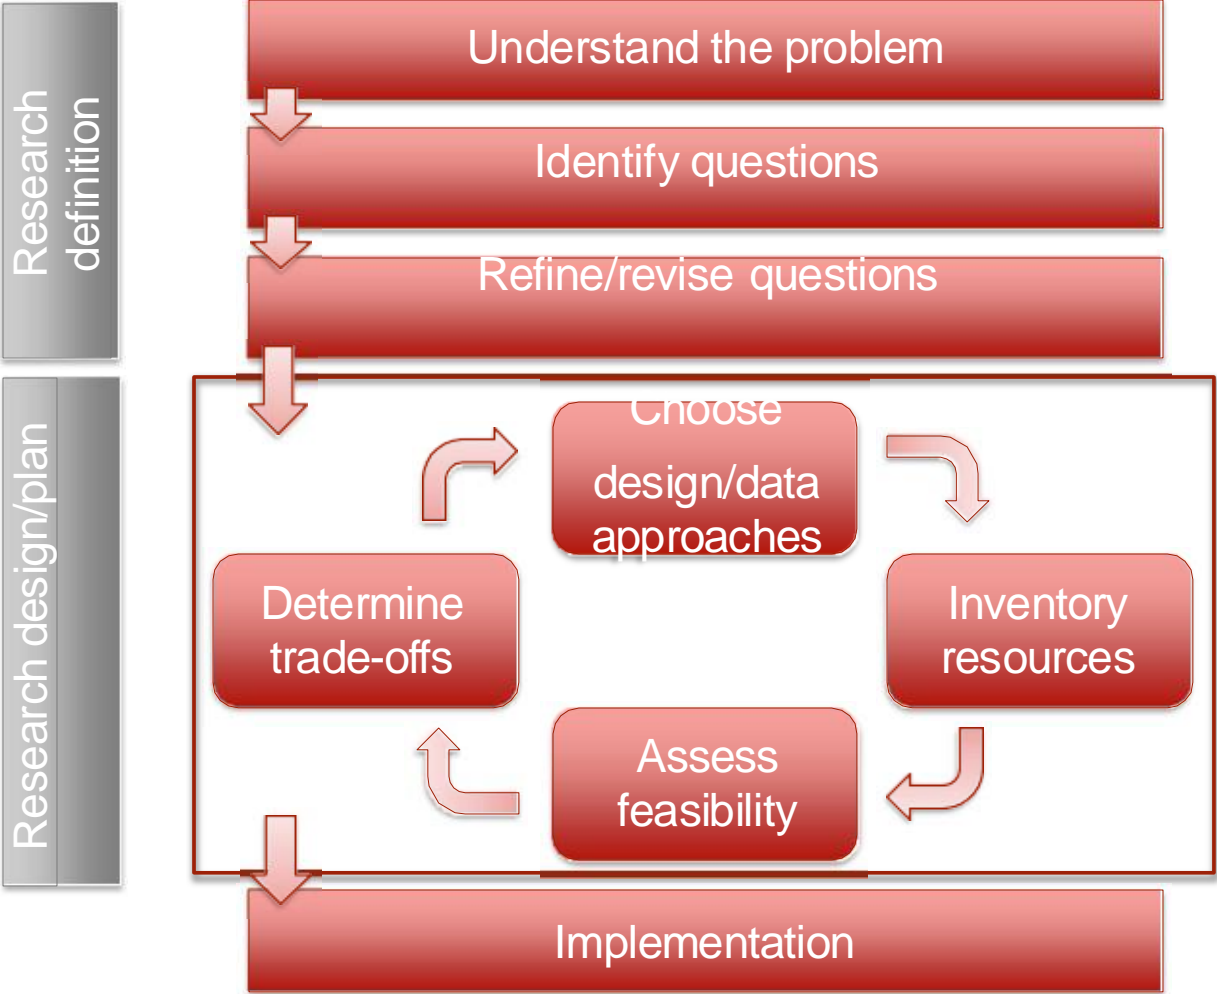 Research
definition
Understand the problem
Identify questions
Refine/revise questions
Research design/plan
Choose
design/data
approaches
Determine
trade-offs
Inventory
resources
Assess
feasibility
Implementation